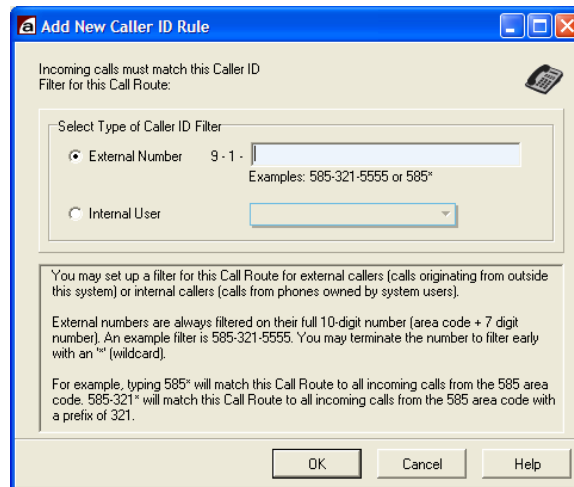 a Add New Caller ID Rule
Incoming calls must match this Caller ID
Filter for this Call Route:
Select Type of Caller ID Filter
External Number 9 - 1 -
Examples: 585-321-5555 or 585*
Internal User
You may set up a filter for this Call Route for external callers (calls originating from outside
this system) or internal callers (calls from phones owned by system users).
External numbers are always filtered on their full 10-digit number (area code + 7 digit
number). An example filter is 585-321-5555. You may terminate the number to filter early
with an '*' (wildcard).
For example, typing 585* will match this Call Route to all incoming calls from the 585 area
code. 585-321* will match this Call Route to all incoming calls from the 585 area code with
a prefix of 321.
OK Cancel Help